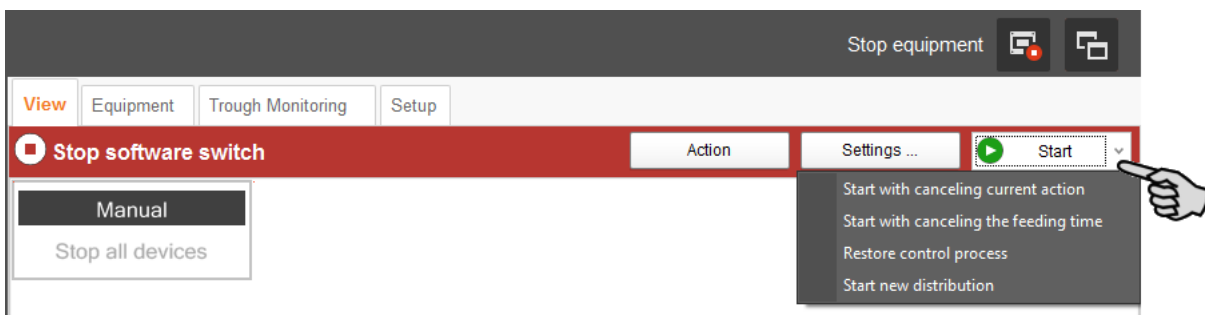 Stop equipment
View Equipment Trough Monitoring Setup
Stop software switch Action Settings ... Start
Manual
Stop all devices
Start with canceling current action
Start with canceling the feeding time
Restore control process
Start new distribution